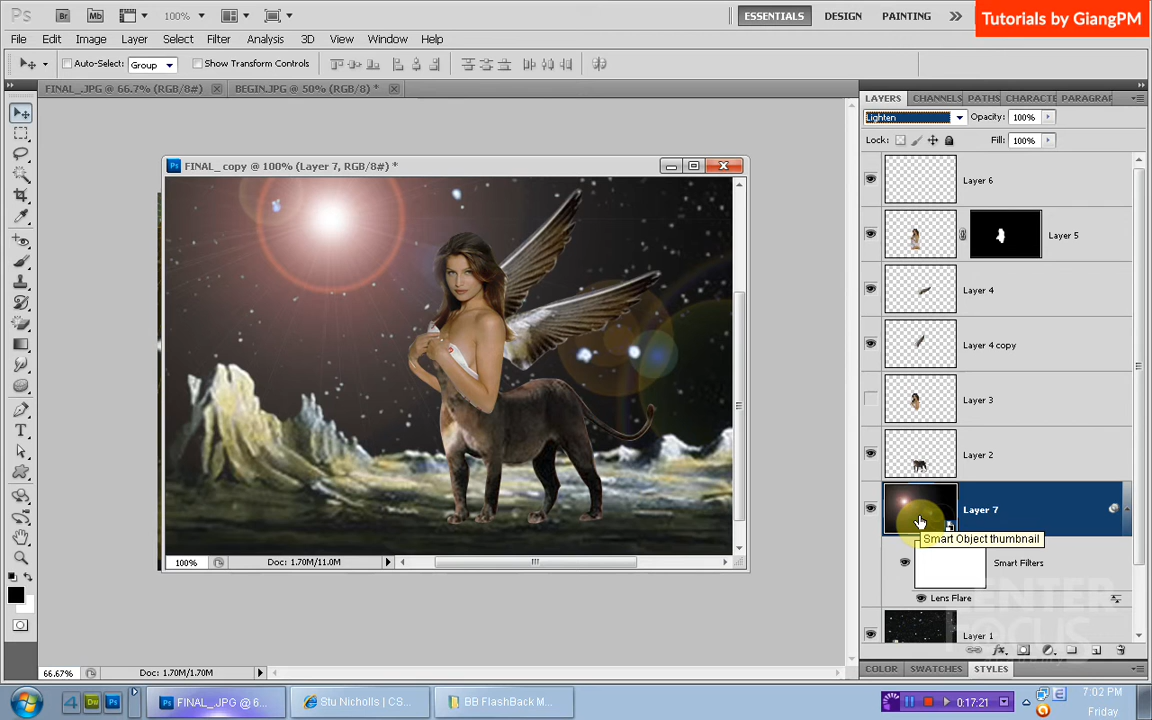 Ps Br Mb 100% ESSENTIALS DESIGN PAINTING Tutorials by GiangPM
File Edit Image Layer Select Filter Analysis 3D View Window Help
Auto-Select: Group Show Transform Controls
FINAL_.JPG @ 66.7% (RGB/8#) BEGIN.JPG @ 50% (RGB/8) *
LAYERS CHANNELS PATHS CHARACTE PARAGRAP
Lighten Opacity: 100%
Lock: Fill: 100%
FINAL_ copy @ 100% (Layer 7, RGB/8#) *
Layer 6
Layer 5
Layer 4
Layer 4 copy
Layer 3
Layer 2
Layer 7
Smart Object thumbnail
Smart Filters
Lens Flare
Layer 1
100% Doc: 1.70M/11.0M
66.67% Doc: 1.70M/1.70M
fx
COLOR SWATCHES STYLES
FINAL_.JPG @ 6... Stu Nicholls | CS... BB FlashBack M...
0:17:21
7:02 PM
Friday